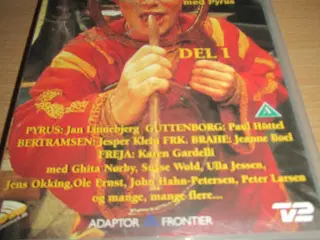 med Pyrus
DEL 1
PYRUS: Jan Linnebjerg GUTTENBORG: Paul Hüttel
BERTRAMSEN: Jesper Klein FRK. BRAHE: Jeanne Boel
FREJA: Karen Gardelli
med Ghita Nørby, Susse Wold, Ulla Jessen,
Jens Okking, Ole Ernst, John Hahn-Petersen, Peter Larsen
og mange, mange flere....
ADAPTOR FRONTIER
TV2